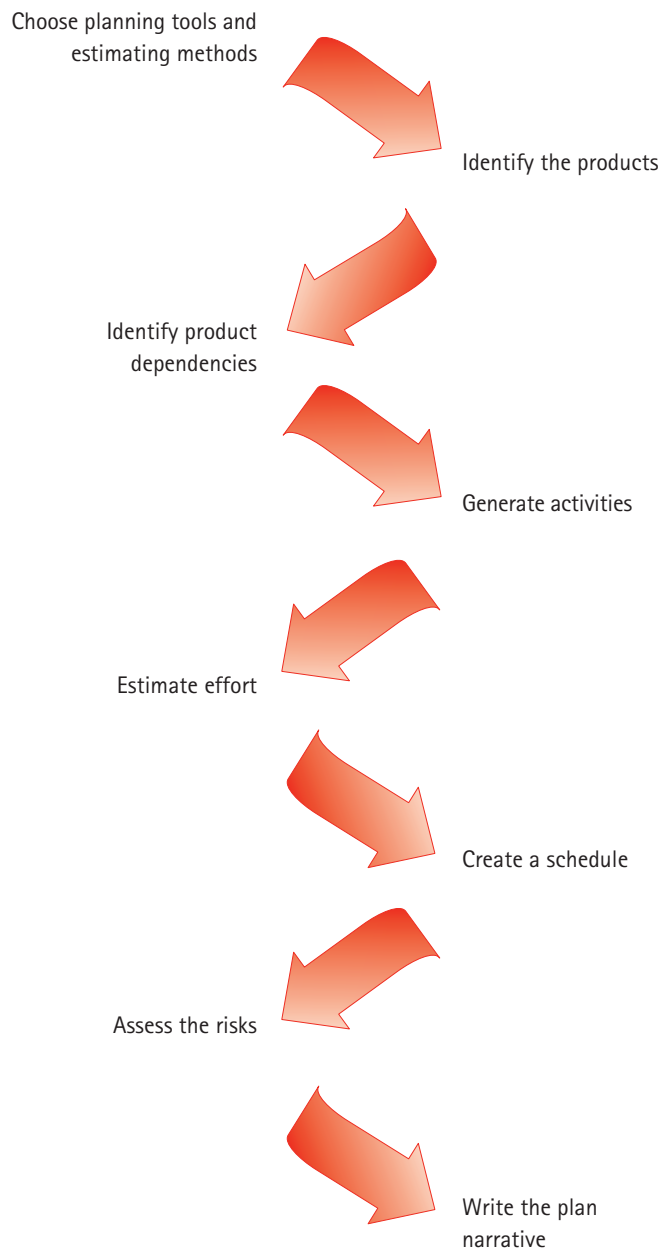 Choose planning tools and
estimating methods
Identify the products
Identify product
dependencies
Generate activities
Estimate effort
Create a schedule
Assess the risks
Write the plan
narrative